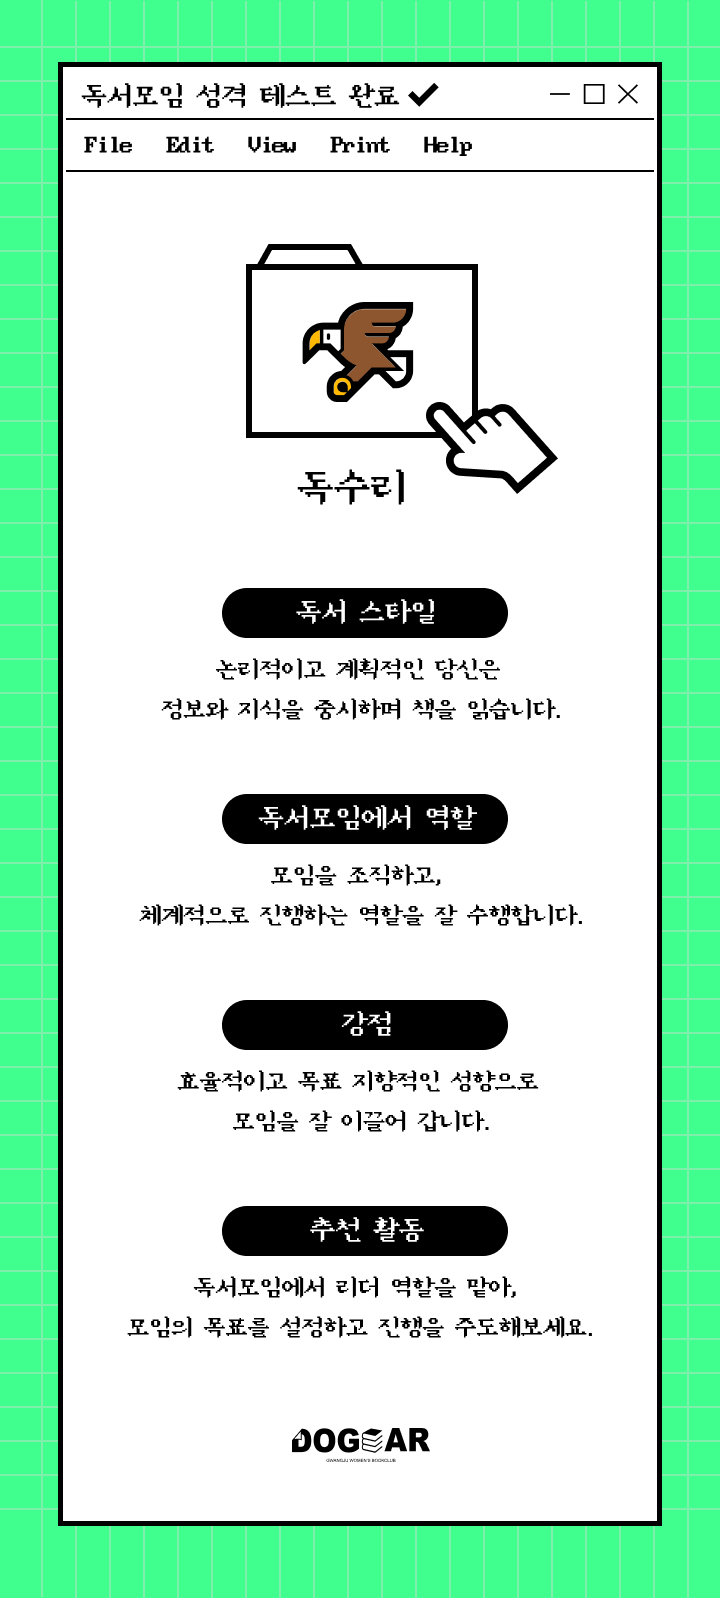 독서모임 성격 테스트 완료
File Edit View Print Help
독수리
독서 스타일
논리적이고 계획적인 당신은
정보와 지식을 중시하며 책을 읽습니다.
독서모임에서 역할
모임을 조직하고,
체계적으로 진행하는 역할을 잘 수행합니다.
강점
효율적이고 목표 지향적인 성향으로
모임을 잘 이끌어 갑니다.
추천 활동
독서모임에서 리더 역할을 맡아,
모임의 목표를 설정하고 진행을 주도해보세요.
DOGEAR
GWANGJU WOMEN'S BOOKCLUB